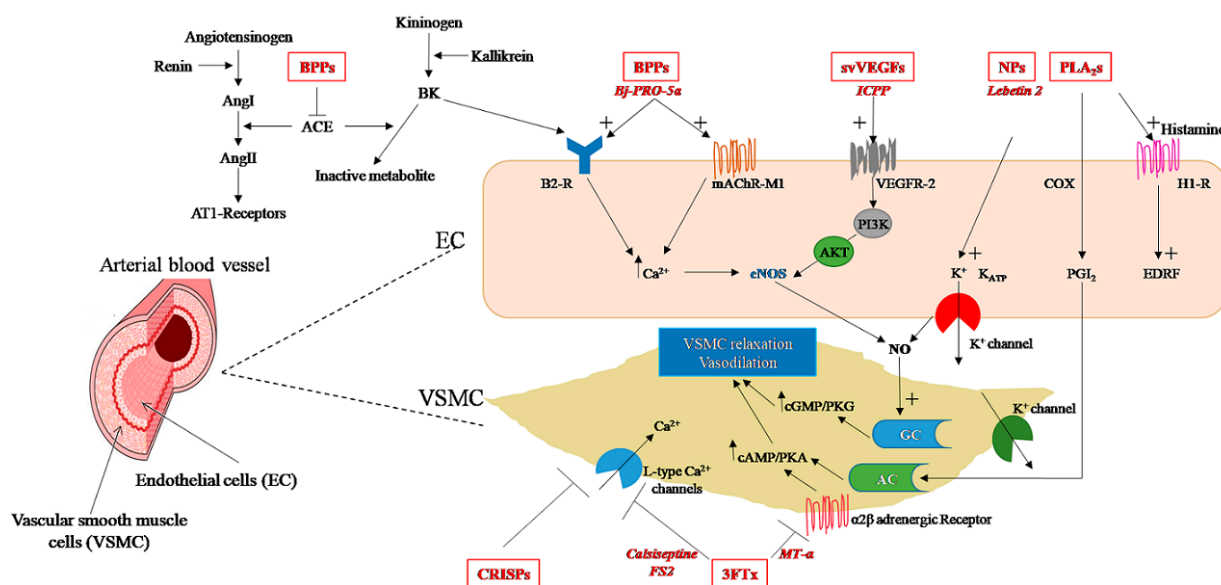 Angiotensinogen
Renin
BPPs
AngI
ACE
AngII
AT1-Receptors
Kininogen
Kallikrein
BK
Inactive metabolite
BPPs
Bj-PRO-5α
svVEGFs
ICPP
NPs
Lebetin 2
PLA₂s
+
+
+
+
Histamine
B2-R
mAChR-M1
VEGFR-2
COX
H1-R
EC
PI3K
AKT
Ca²⁺
eNOS
+
K⁺
K_ATP
PGI₂
+
EDRF
K⁺ channel
NO
Arterial blood vessel
Endothelial cells (EC)
Vascular smooth muscle
cells (VSMC)
VSMC
VSMC relaxation
Vasodilation
+
cGMP/PKG
GC
K⁺ channel
Ca²⁺
L-type Ca²⁺
channels
cAMP/PKA
AC
α2β adrenergic Receptor
CRISPs
Calsiseptine
FS2
3FTx
MT-α